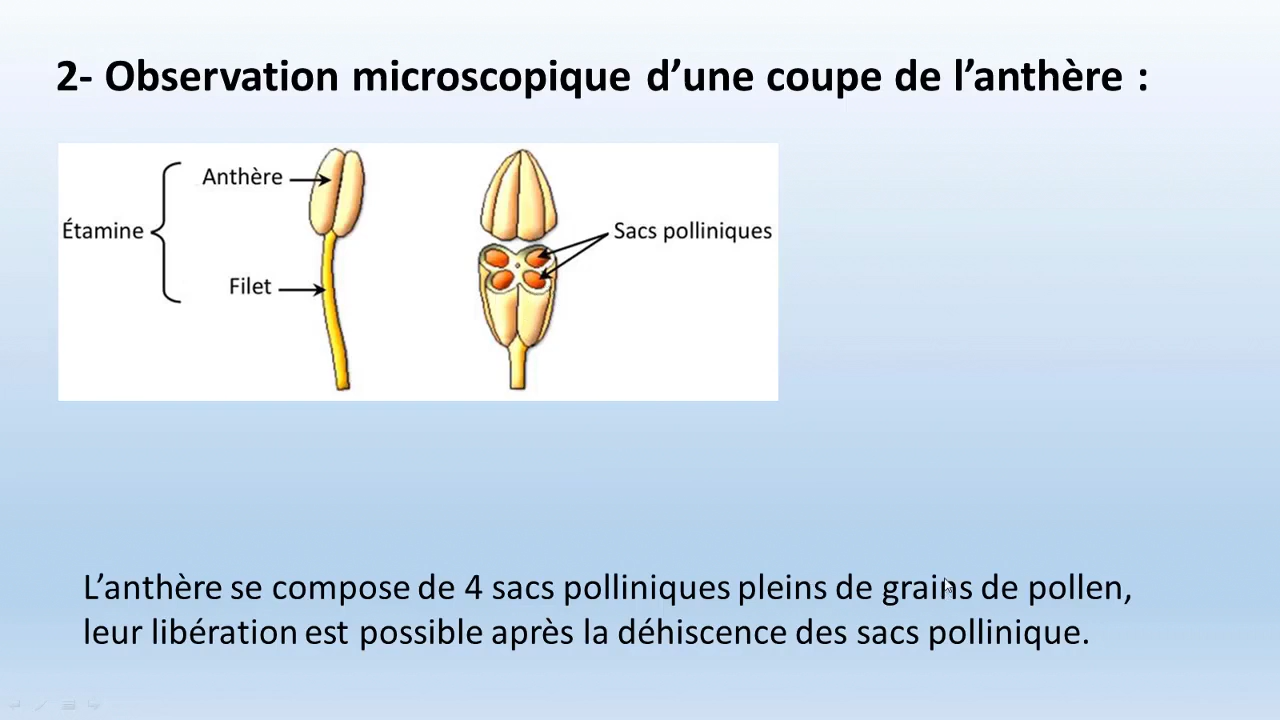 2- Observation microscopique d’une coupe de l’anthère :
Anthère
Étamine
Filet
Sacs polliniques
L’anthère se compose de 4 sacs polliniques pleins de grains de pollen,
leur libération est possible après la déhiscence des sacs pollinique.